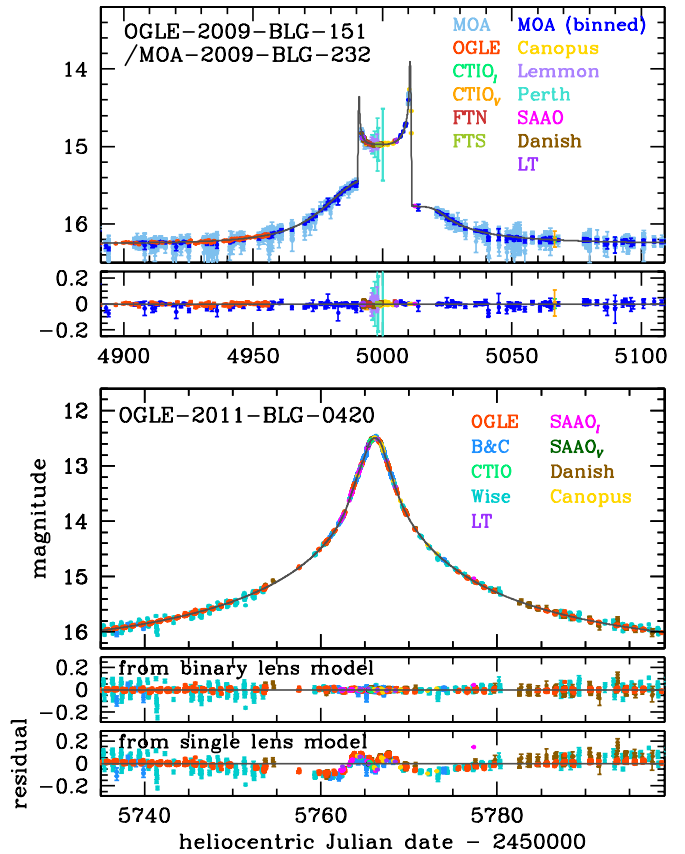 OGLE-2009-BLG-151
/MOA-2009-BLG-232
MOA MOA (binned)
OGLE Canopus
CTIO_I Lemmon
CTIO_V Perth
FTN SAAO
FTS Danish
LT
14
15
16
0.2
0
-0.2
4900 4950 5000 5050 5100
OGLE-2011-BLG-0420
OGLE SAAO_I
B&C SAAO_V
CTIO Danish
Wise Canopus
LT
12
13
14
15
16
magnitude
from binary lens model
0.2
0
-0.2
from single lens model
0.2
0
-0.2
residual
5740 5760 5780
heliocentric Julian date - 2450000